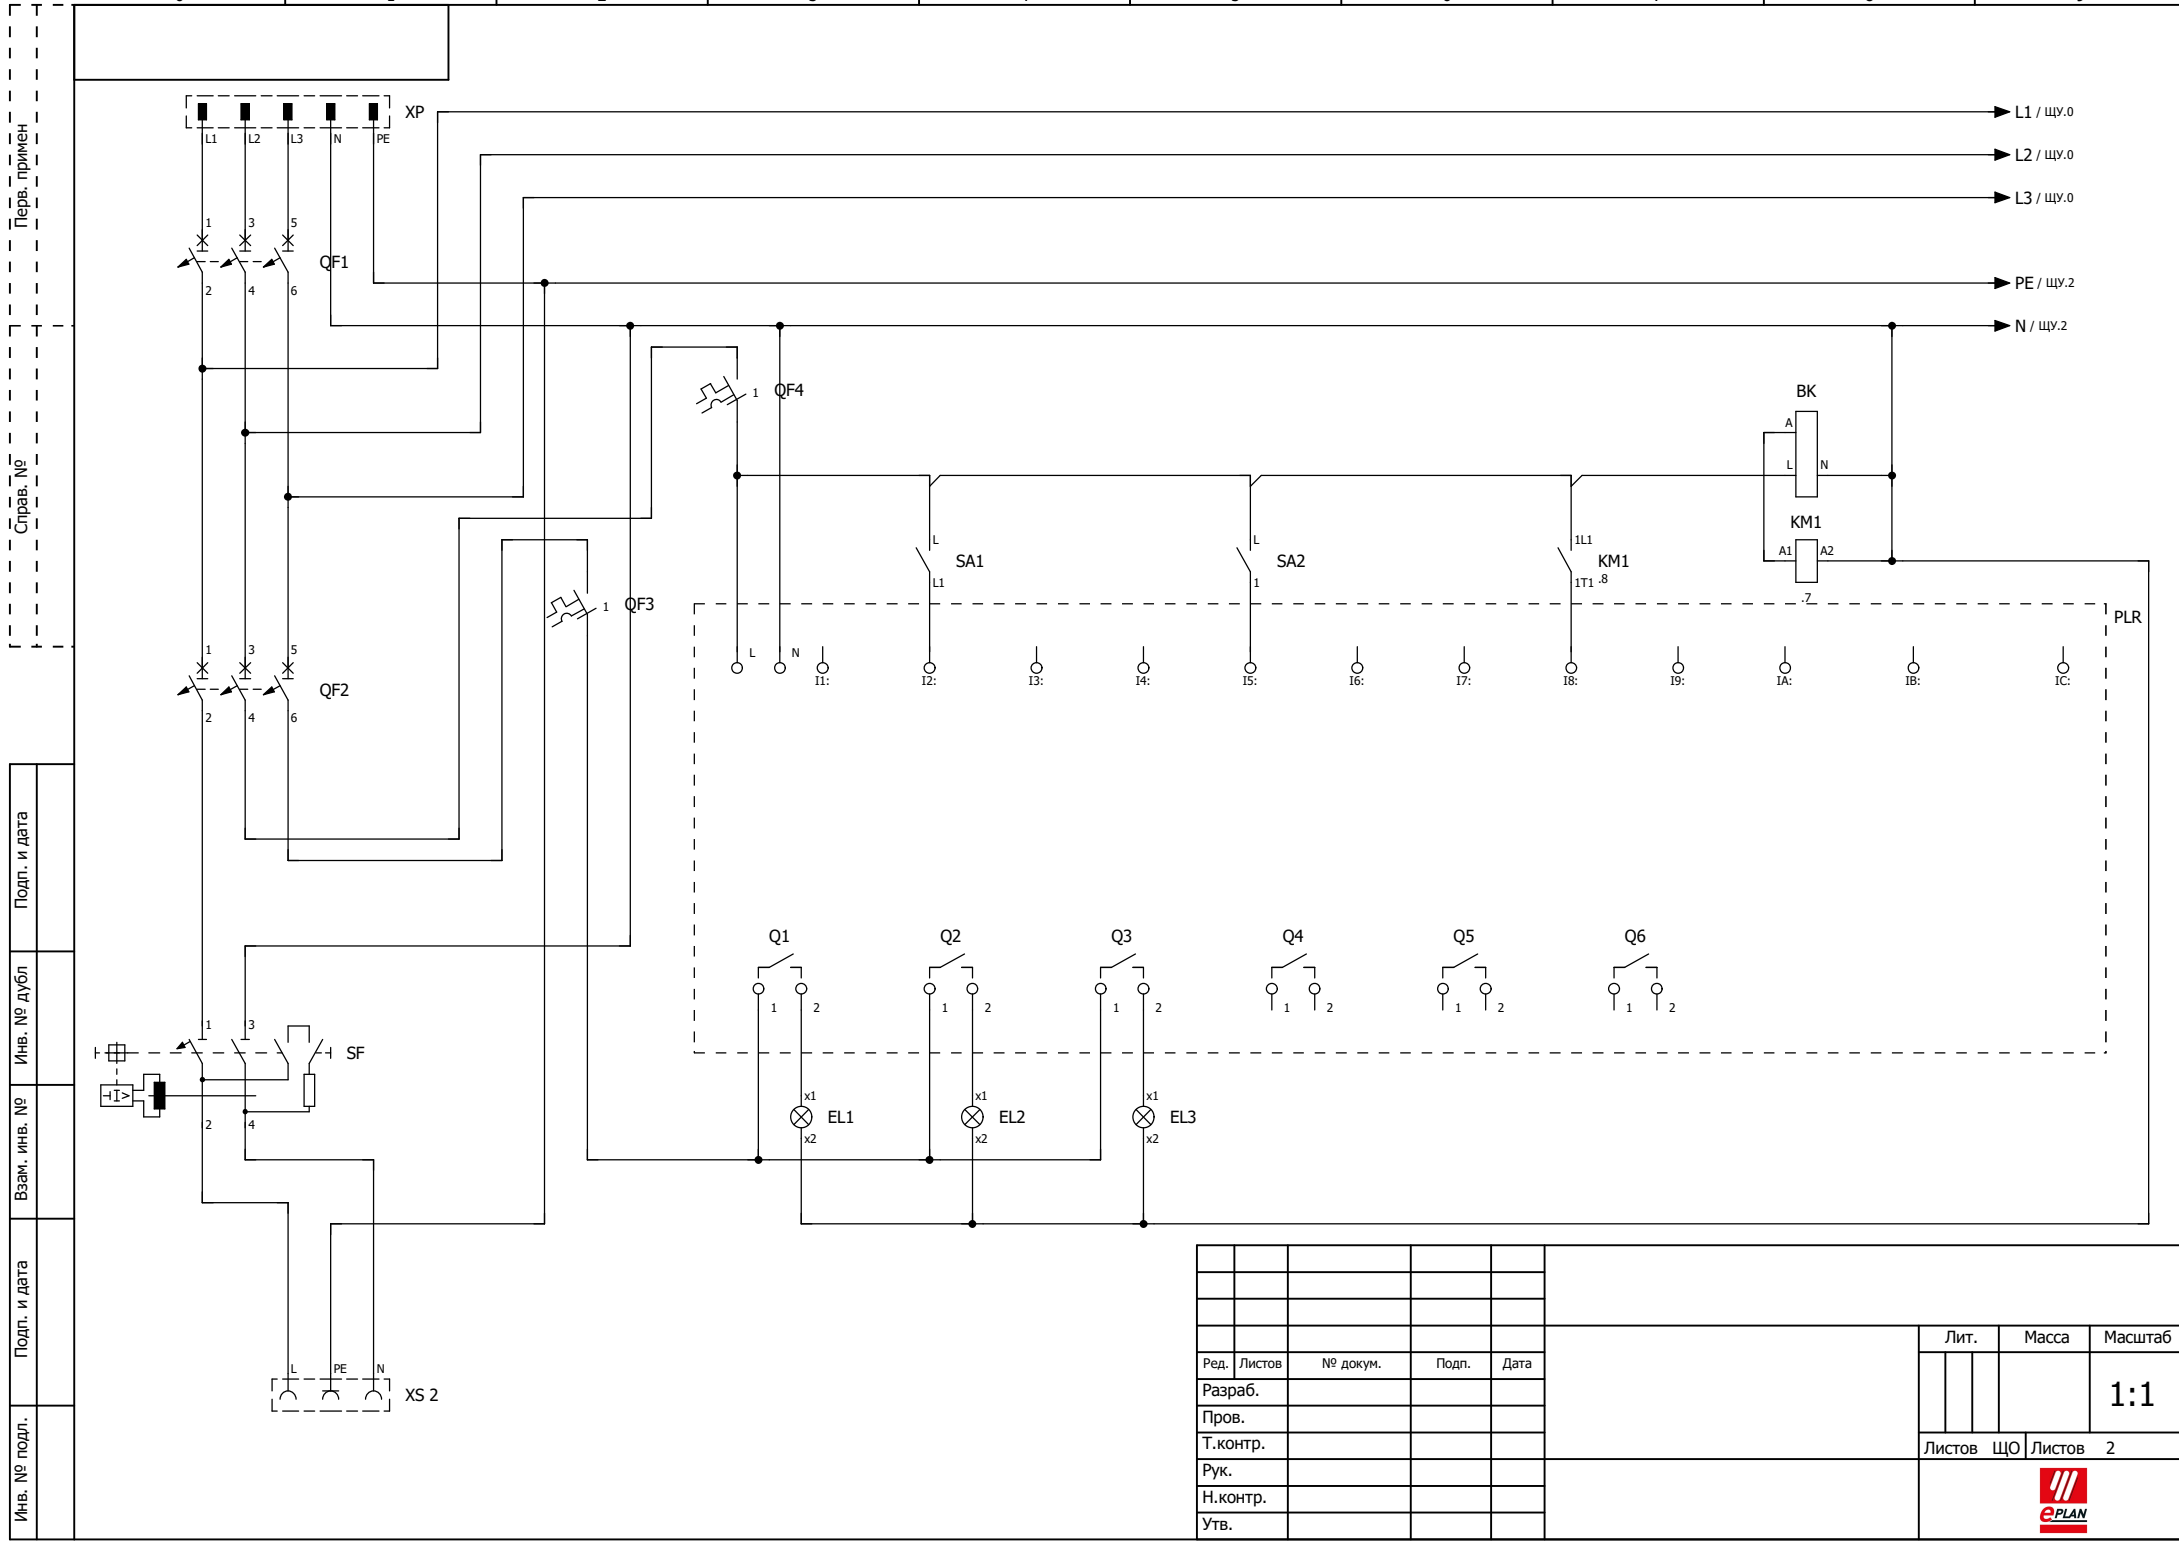 XP
L1 L2 L3 N PE
L1 / ЩУ.0
L2 / ЩУ.0
L3 / ЩУ.0
PE / ЩУ.2
N / ЩУ.2
1 3 5
QF1
2 4 6
1 QF4
BK
A
L N
KM1
A1 A2
.7
L
SA1
L1
L
SA2
1
1L1
KM1
1T1 .8
1 QF3
PLR
1 3 5
QF2
2 4 6
L N
I1: I2: I3: I4: I5: I6: I7: I8: I9: IA: IB: IC:
Q1 Q2 Q3 Q4 Q5 Q6
1 2 1 2 1 2 1 2 1 2 1 2
1 3
SF
I>
2 4
x1 x1 x1
EL1 EL2 EL3
x2 x2 x2
L PE N
XS 2
Перв. примен
Справ. №
Подп. и дата
Инв. № дубл
Взам. инв. №
Подп. и дата
Инв. № подл.
Ред. Листов № докум. Подп. Дата
Разраб.
Пров.
Т.контр.
Рук.
Н.контр.
Утв.
Лит. Масса Масштаб
1:1
Листов ЩО Листов 2
ePLAN